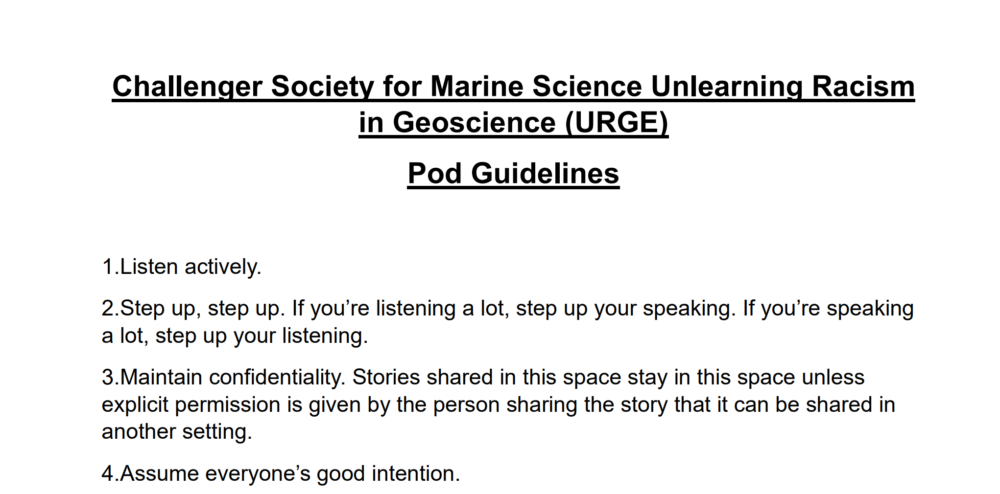 Challenger Society for Marine Science Unlearning Racism
in Geoscience (URGE)
Pod Guidelines
1.Listen actively.
2.Step up, step up. If you’re listening a lot, step up your speaking. If you’re speaking
a lot, step up your listening.
3.Maintain confidentiality. Stories shared in this space stay in this space unless
explicit permission is given by the person sharing the story that it can be shared in
another setting.
4.Assume everyone’s good intention.